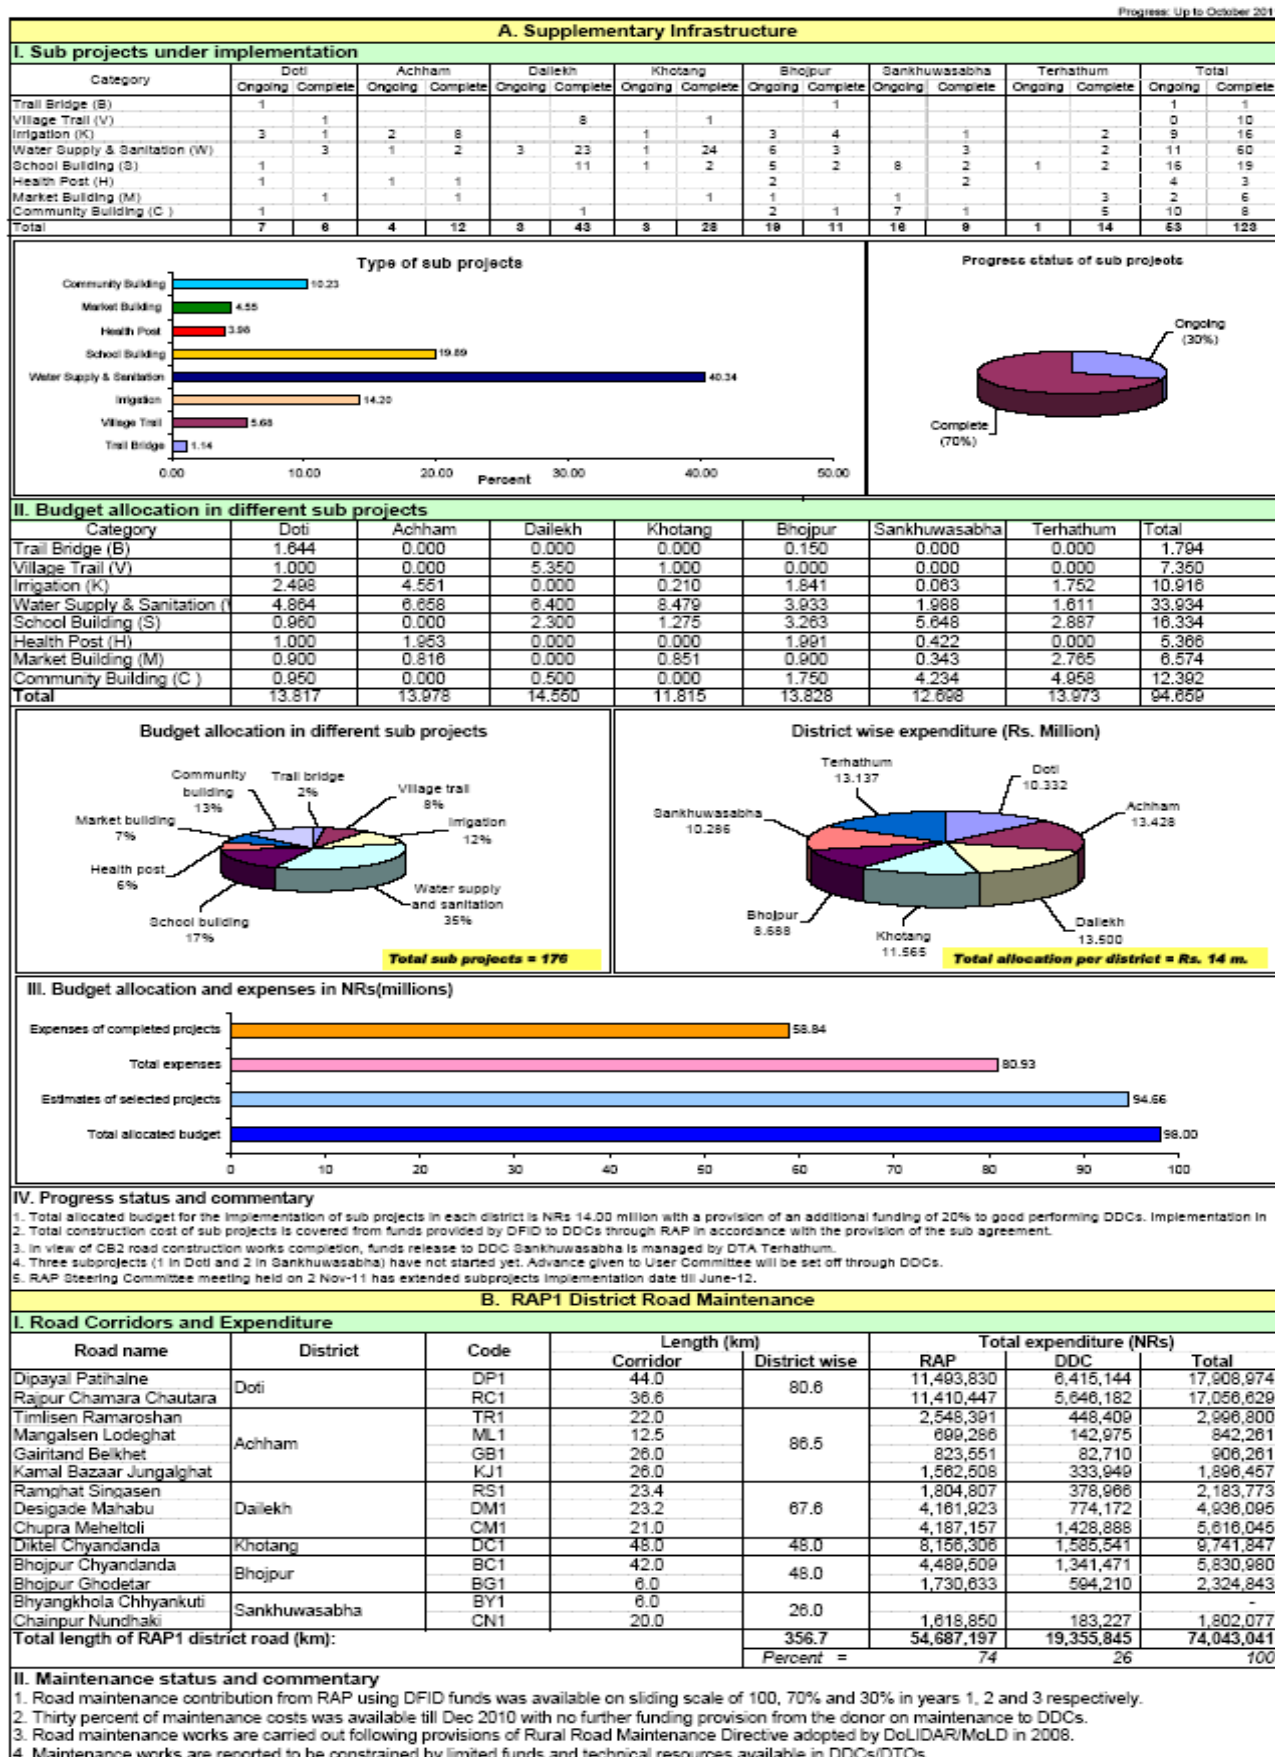 Progress: Up to October 201
A. Supplementary Infrastructure
I. Sub projects under implementation
Category Doti Achham Dailekh Khotang Bhojpur Sankhuwasabha Terhathum Total
Ongoing Complete Ongoing Complete Ongoing Complete Ongoing Complete Ongoing Complete Ongoing Complete Ongoing Complete Ongoing Complete
Trail Bridge (B) 1 1 1 1
Village Trail (V) 1 8 1 0 10
Irrigation (K) 3 1 2 8 1 3 4 1 2 9 16
Water Supply & Sanitation (W) 3 1 2 3 23 1 24 6 3 3 2 11 60
School Building (S) 1 11 1 2 5 2 8 2 1 2 16 19
Health Post (H) 1 1 1 2 2 4 3
Market Building (M) 1 1 1 1 1 3 2 6
Community Building (C ) 1 1 2 1 7 1 5 10 8
Total 7 6 4 12 3 43 3 28 19 11 16 9 1 14 53 123
Type of sub projects
Community Building 10.23
Market Building 4.55
Health Post 3.98
School Building 19.89
Water Supply & Sanitation 40.34
Irrigation 14.20
Village Trail 5.68
Trail Bridge 1.14
0.00 10.00 20.00 30.00 40.00 50.00
Percent
Progress status of sub projects
Ongoing
(30%)
Complete
(70%)
II. Budget allocation in different sub projects
Category Doti Achham Dailekh Khotang Bhojpur Sankhuwasabha Terhathum Total
Trail Bridge (B) 1.644 0.000 0.000 0.000 0.150 0.000 0.000 1.794
Village Trail (V) 1.000 0.000 5.350 1.000 0.000 0.000 0.000 7.350
Irrigation (K) 2.498 4.551 0.000 0.210 1.841 0.063 1.752 10.916
Water Supply & Sanitation ( 4.864 6.658 6.400 8.479 3.933 1.988 1.611 33.934
School Building (S) 0.960 0.000 2.300 1.275 3.263 5.648 2.887 16.334
Health Post (H) 1.000 1.953 0.000 0.000 1.991 0.422 0.000 5.366
Market Building (M) 0.900 0.816 0.000 0.851 0.900 0.343 2.765 6.574
Community Building (C ) 0.950 0.000 0.500 0.000 1.750 4.234 4.958 12.392
Total 13.817 13.978 14.550 11.815 13.828 12.698 13.973 94.659
Budget allocation in different sub projects
Community building 13%
Trail bridge 2%
Village trail 8%
Irrigation 12%
Water supply and sanitation 35%
School building 17%
Health post 6%
Market building 7%
Total sub projects = 176
District wise expenditure (Rs. Million)
Terhathum 13.137
Doti 10.332
Achham 13.428
Dailekh 13.500
Khotang 11.565
Bhojpur 8.688
Sankhuwasabha 10.286
Total allocation per district = Rs. 14 m.
III. Budget allocation and expenses in NRs(millions)
Expenses of completed projects 58.84
Total expenses 80.93
Estimates of selected projects 94.66
Total allocated budget 98.00
0 10 20 30 40 50 60 70 80 90 100
IV. Progress status and commentary
1. Total allocated budget for the implementation of sub projects in each district is NRs 14.00 million with a provision of an additional funding of 20% to good performing DDCs. Implementation in
2. Total construction cost of sub projects is covered from funds provided by DFID to DDCs through RAP in accordance with the provision of the sub agreement.
3. In view of CB2 road construction works completion, funds release to DDC Sankhuwasabha is managed by DTA Terhathum.
4. Three subprojects (1 in Doti and 2 in Sankhuwasabha) have not started yet. Advance given to User Committee will be set off through DDCs.
5. RAP Steering Committee meeting held on 2 Nov-11 has extended subprojects implementation date till June-12.
B. RAP1 District Road Maintenance
I. Road Corridors and Expenditure
Road name District Code Length (km) Total expenditure (NRs)
Corridor District wise RAP DDC Total
Dipayal Patihalne Doti DP1 44.0 80.6 11,493,830 6,415,144 17,908,974
Rajpur Chamara Chautara RC1 36.6 11,410,447 5,646,182 17,056,629
Timlisen Ramaroshan Achham TR1 22.0 86.5 2,548,391 448,409 2,996,800
Mangalsen Lodeghat ML1 12.5 699,286 142,975 842,261
Gairitand Belkhet GB1 26.0 823,551 82,710 906,261
Kamal Bazaar Jungalghat KJ1 26.0 1,562,508 333,949 1,896,457
Ramghat Singasen Dailekh RS1 23.4 67.6 1,804,807 378,966 2,183,773
Desigade Mahabu DM1 23.2 4,161,923 774,172 4,936,095
Chupra Meheltoli CM1 21.0 4,187,157 1,428,888 5,616,045
Diktel Chyandanda Khotang DC1 48.0 48.0 8,156,306 1,585,541 9,741,847
Bhojpur Chyandanda Bhojpur BC1 42.0 48.0 4,489,509 1,341,471 5,830,980
Bhojpur Ghodetar BG1 6.0 1,730,633 594,210 2,324,843
Bhyangkhola Chhyankuti Sankhuwasabha BY1 6.0 26.0 -
Chainpur Nundhaki CN1 20.0 1,618,850 183,227 1,802,077
Total length of RAP1 district road (km): 356.7 54,687,197 19,355,845 74,043,041
Percent = 74 26 100
II. Maintenance status and commentary
1. Road maintenance contribution from RAP using DFID funds was available on sliding scale of 100, 70% and 30% in years 1, 2 and 3 respectively.
2. Thirty percent of maintenance costs was available till Dec 2010 with no further funding provision from the donor on maintenance to DDCs.
3. Road maintenance works are carried out following provisions of Rural Road Maintenance Directive adopted by DoLIDAR/MoLD in 2008.
4. Maintenance works are reported to be constrained by limited funds and technical resources available in DDCs/DTOs.